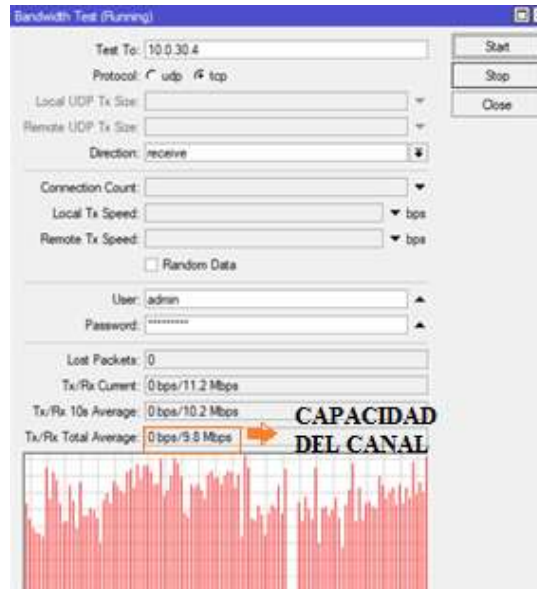 Bandwidth Test (Running)
Test To: 10.0.30.4
Start
Protocol: udp tcp
Stop
Local UDP Tx Size:
Close
Remote UDP Tx Size:
Direction: receive
Connection Count:
Local Tx Speed: bps
Remote Tx Speed: bps
Random Data
User: admin
Password: *********
Lost Packets: 0
Tx/Rx Current: 0 bps/11.2 Mbps
Tx/Rx 10s Average: 0 bps/10.2 Mbps
Tx/Rx Total Average: 0 bps/9.8 Mbps
CAPACIDAD
DEL CANAL